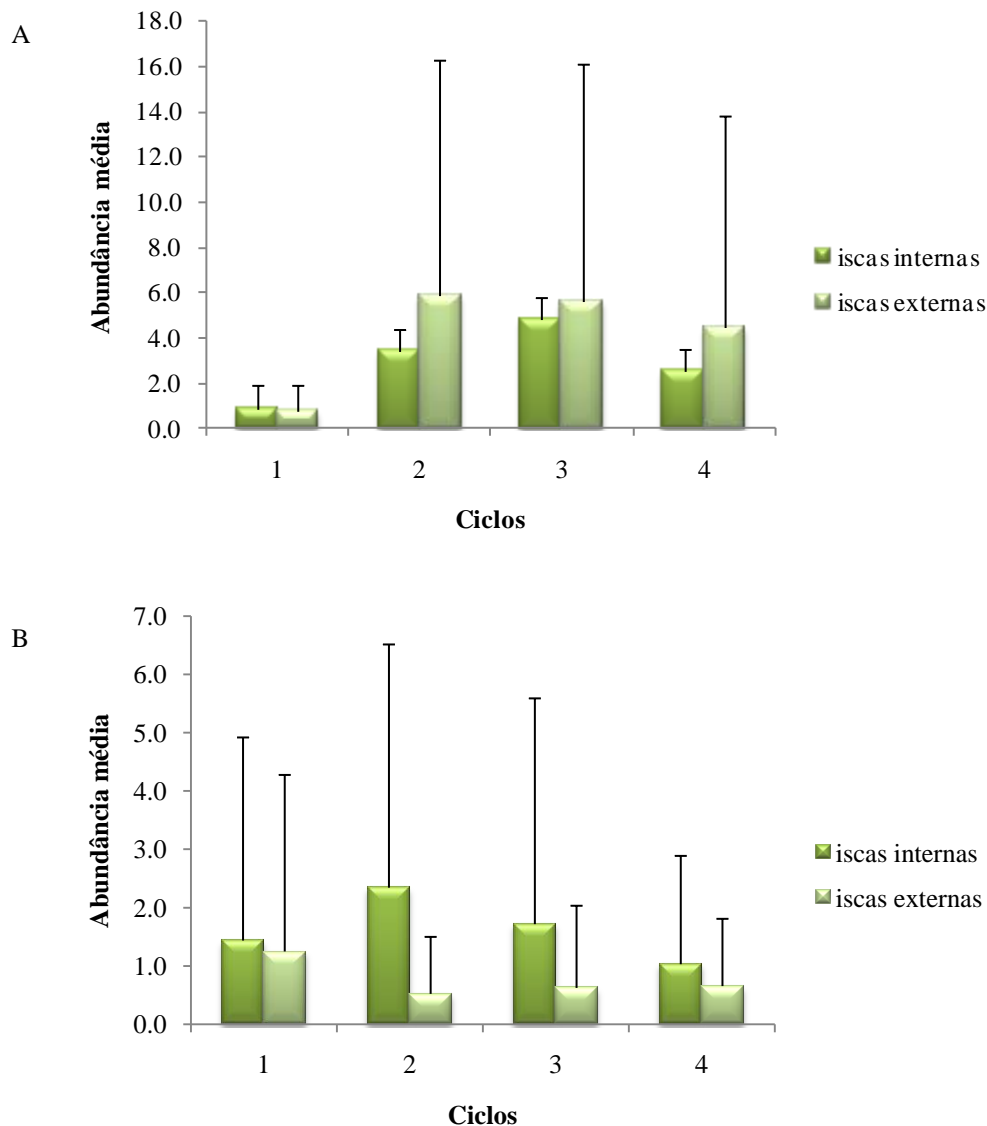 A
18.0
16.0
14.0
12.0
10.0
8.0
6.0
4.0
2.0
0.0
Abundância média
1 2 3 4
Ciclos
iscas internas
iscas externas
B
7.0
6.0
5.0
4.0
3.0
2.0
1.0
0.0
Abundância média
1 2 3 4
Ciclos
iscas internas
iscas externas